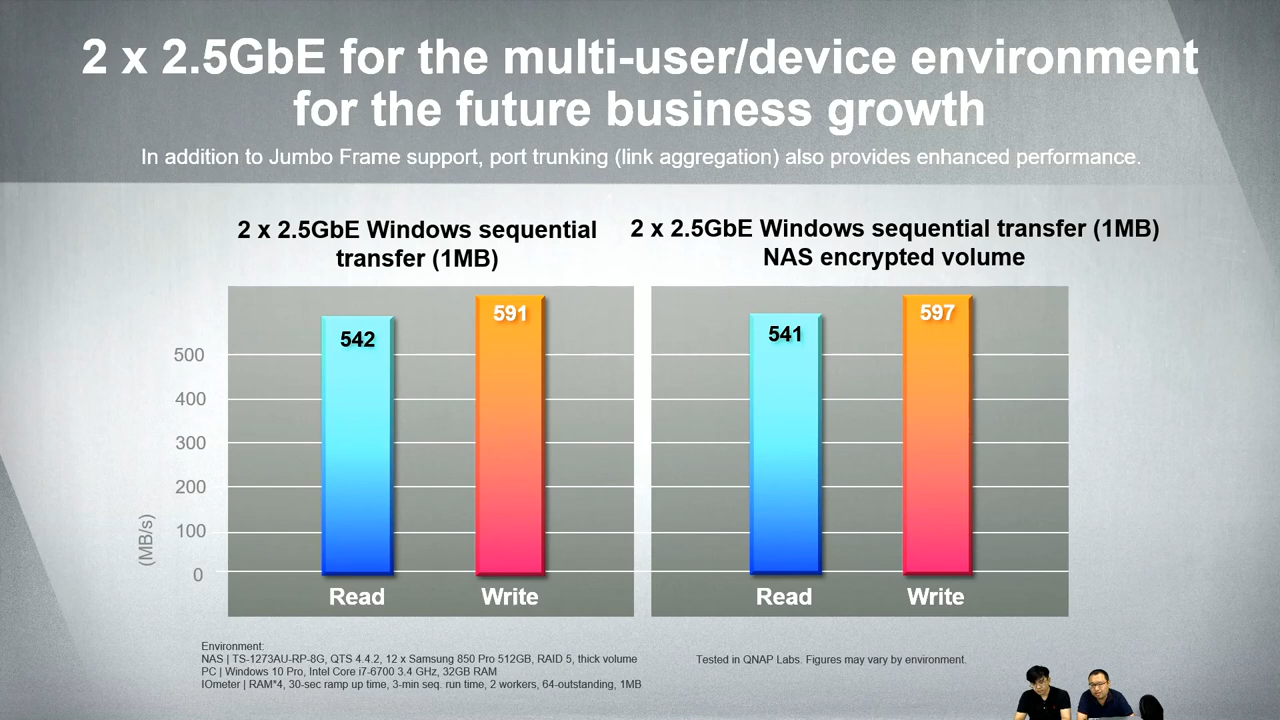 2 x 2.5GbE for the multi-user/device environment
for the future business growth
In addition to Jumbo Frame support, port trunking (link aggregation) also provides enhanced performance.
2 x 2.5GbE Windows sequential
transfer (1MB)
500
400
300
200
100
0
(MB/s)
542
591
Read
Write
2 x 2.5GbE Windows sequential transfer (1MB)
NAS encrypted volume
541
597
Read
Write
Environment:
NAS | TS-1273AU-RP-8G, QTS 4.4.2, 12 x Samsung 850 Pro 512GB, RAID 5, thick volume
PC | Windows 10 Pro, Intel Core i7-6700 3.4 GHz, 32GB RAM
IOmeter | RAM*4, 30-sec ramp up time, 3-min seq. run time, 2 workers, 64-outstanding, 1MB
Tested in QNAP Labs. Figures may vary by environment.